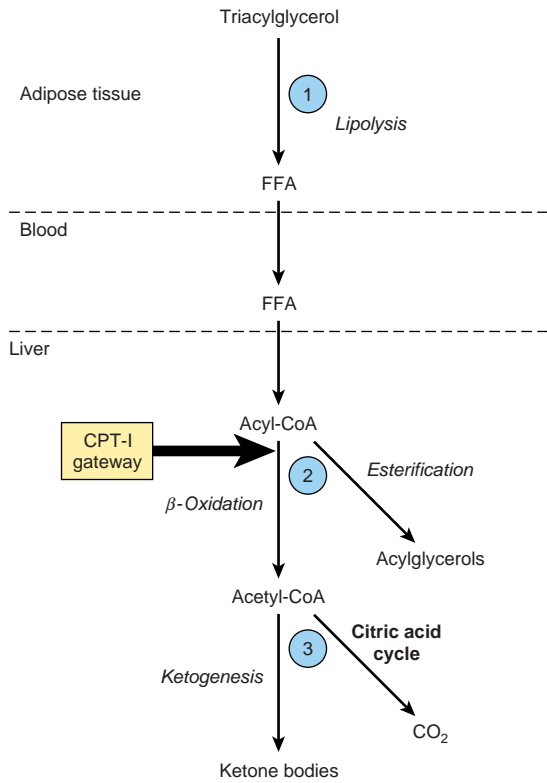 Triacylglycerol
Adipose tissue
1
Lipolysis
FFA
Blood
FFA
Liver
Acyl-CoA
CPT-I
gateway
2
Esterification
β-Oxidation
Acylglycerols
Acetyl-CoA
Citric acid
cycle
3
Ketogenesis
CO₂
Ketone bodies